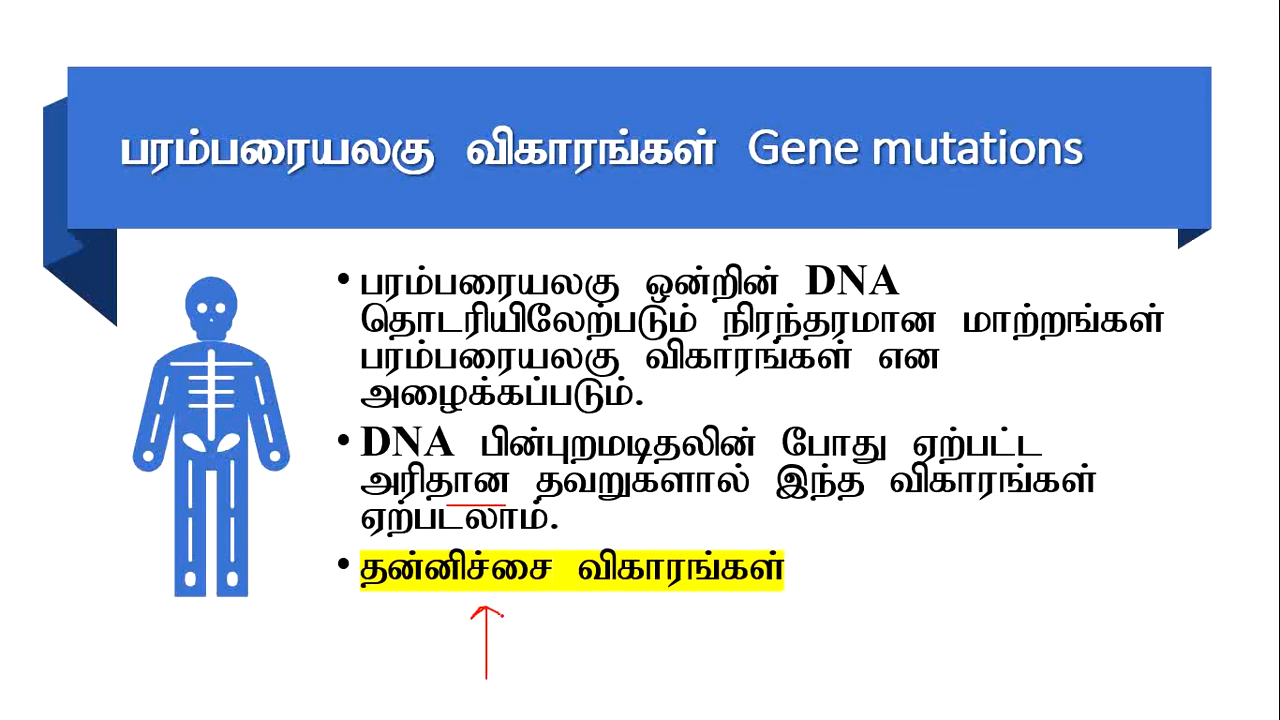 பரம்பரையலகு விகாரங்கள் Gene mutations
• பரம்பரையலகு ஒன்றின் DNA
தொடரியிலேற்படும் நிரந்தரமான மாற்றங்கள்
பரம்பரையலகு விகாரங்கள் என
அழைக்கப்படும்.
• DNA பின்புறமடிதலின் போது ஏற்பட்ட
அரிதான தவறுகளால் இந்த விகாரங்கள்
ஏற்படலாம்.
• தன்னிச்சை விகாரங்கள்